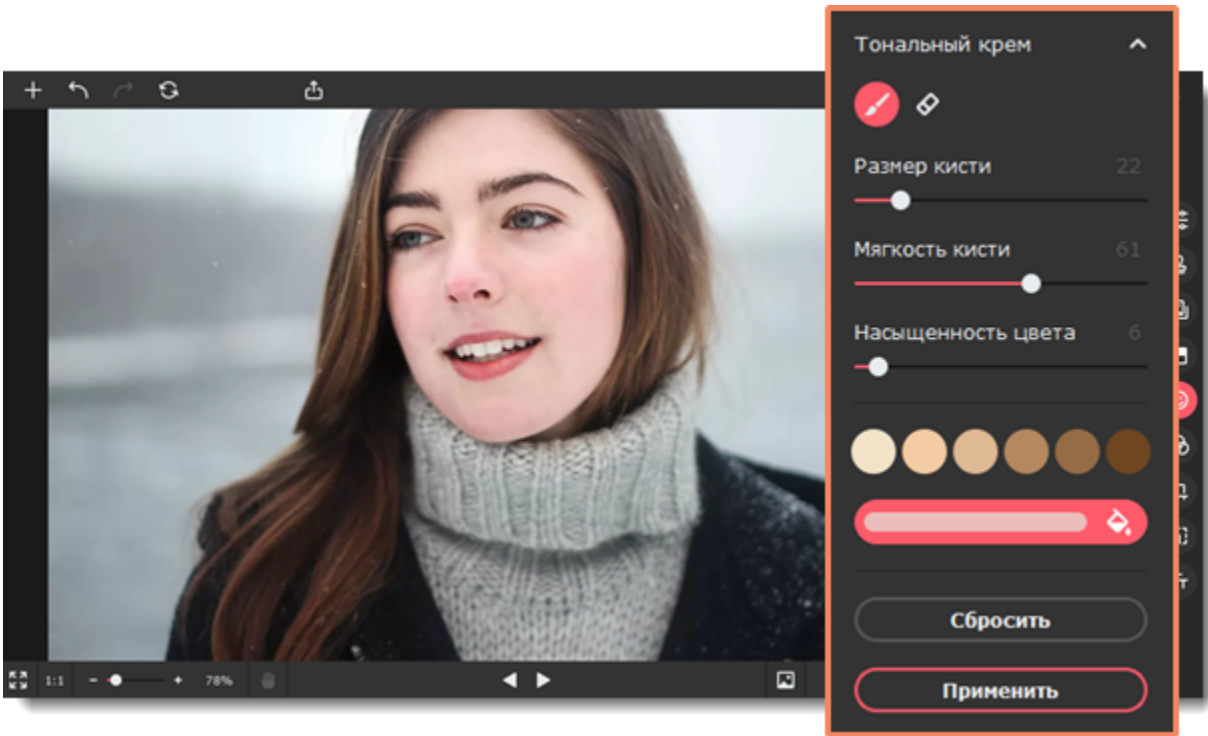 Тональный крем
Размер кисти 22
Мягкость кисти 61
Насыщенность цвета 6
Сбросить
Применить
1:1
78%